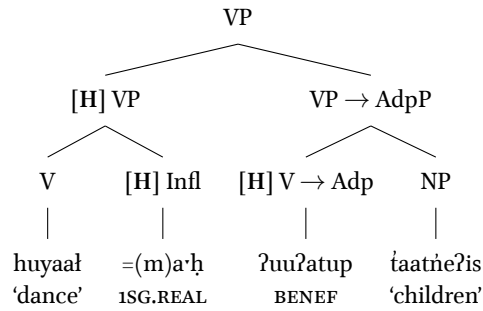 VP
[H] VP VP → AdpP
V [H] Infl [H] V → Adp NP
huyaał =(m)a·ḥ ʔuuʔatup t̓aatn̓eʔis
‘dance’ 1SG.REAL BENEF ‘children’